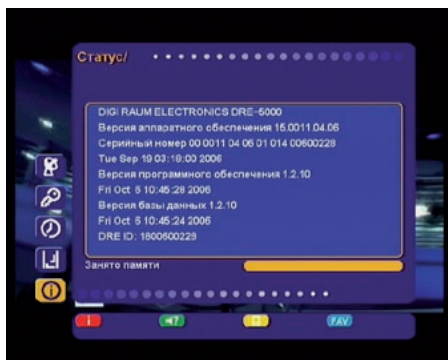 Статус/
DIGI RAUM ELECTRONICS DRE-5000
Версия аппаратного обеспечения 15.0011.04.06
Серийный номер 00 0011 04 06 01 014 00600228
Tue Sep 19 03:18:00 2006
Версия программного обеспечения 1.2.10
Fri Oct 6 10:45:28 2006
Версия базы данных 1.2.10
Fri Oct 6 10:45:24 2006
DRE ID: 1800600228
Занято памяти
i
FAV